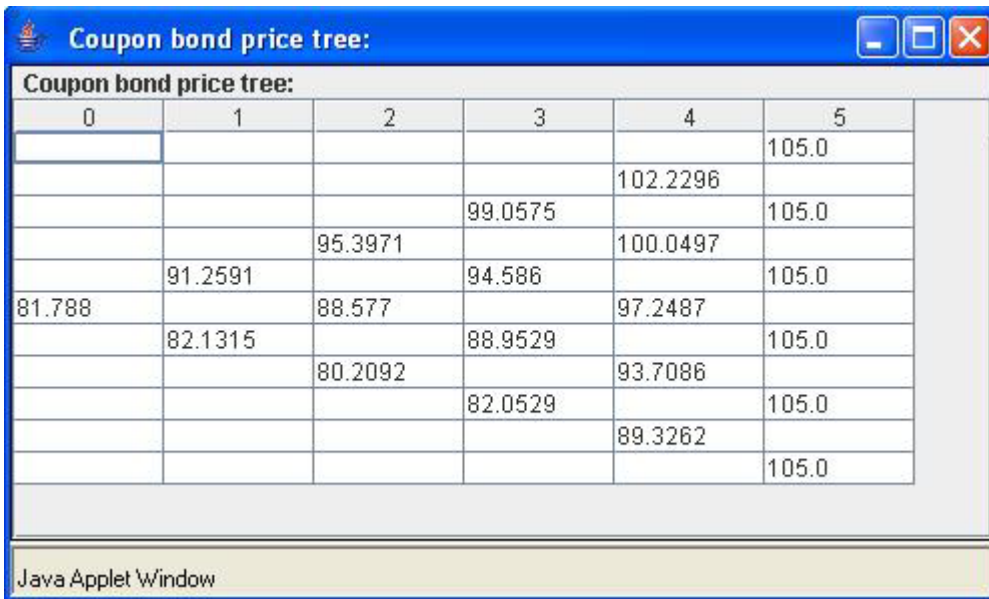 Coupon bond price tree:
Coupon bond price tree:
0 1 2 3 4 5
105.0
102.2296
99.0575 105.0
95.3971 100.0497
91.2591 94.586 105.0
81.788 88.577 97.2487
82.1315 88.9529 105.0
80.2092 93.7086
82.0529 105.0
89.3262
105.0
Java Applet Window